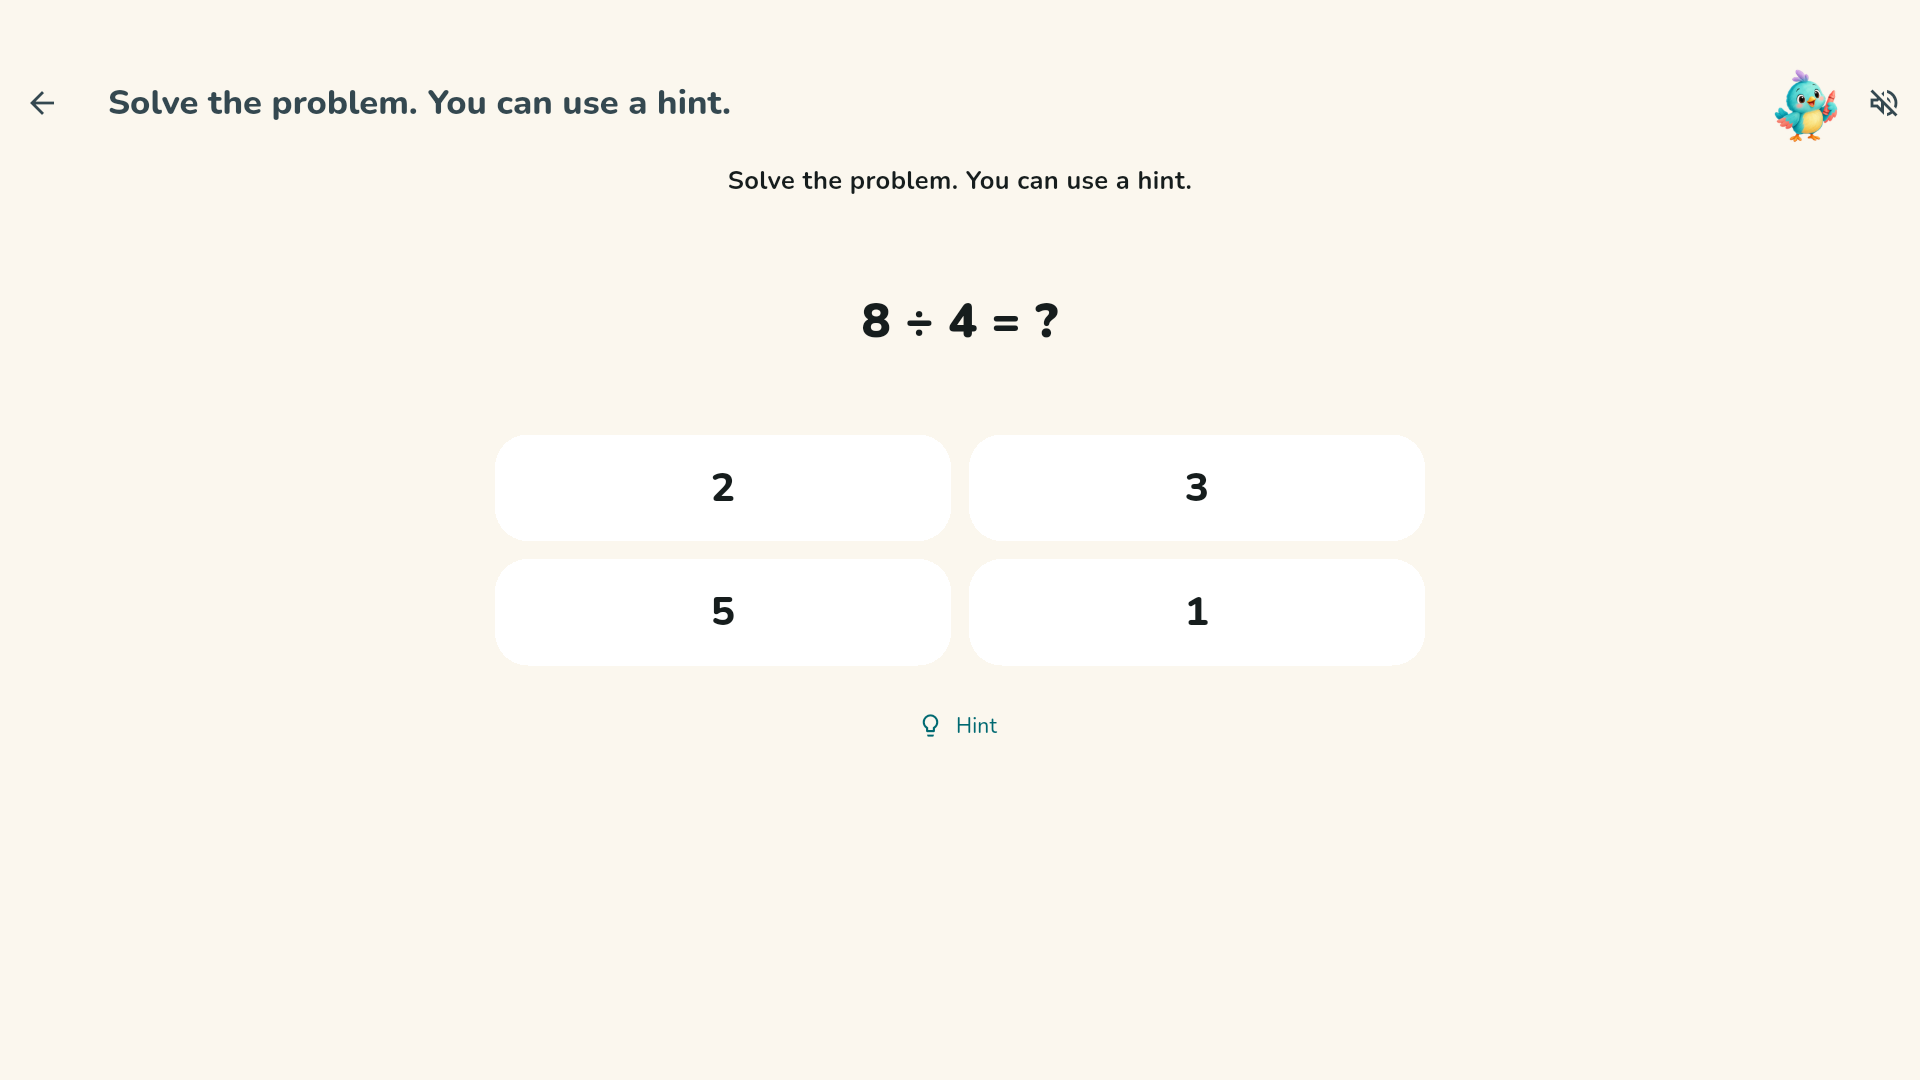 Solve the problem. You can use a hint.
Solve the problem. You can use a hint.
8 ÷ 4 = ?
2
3
5
1
Hint